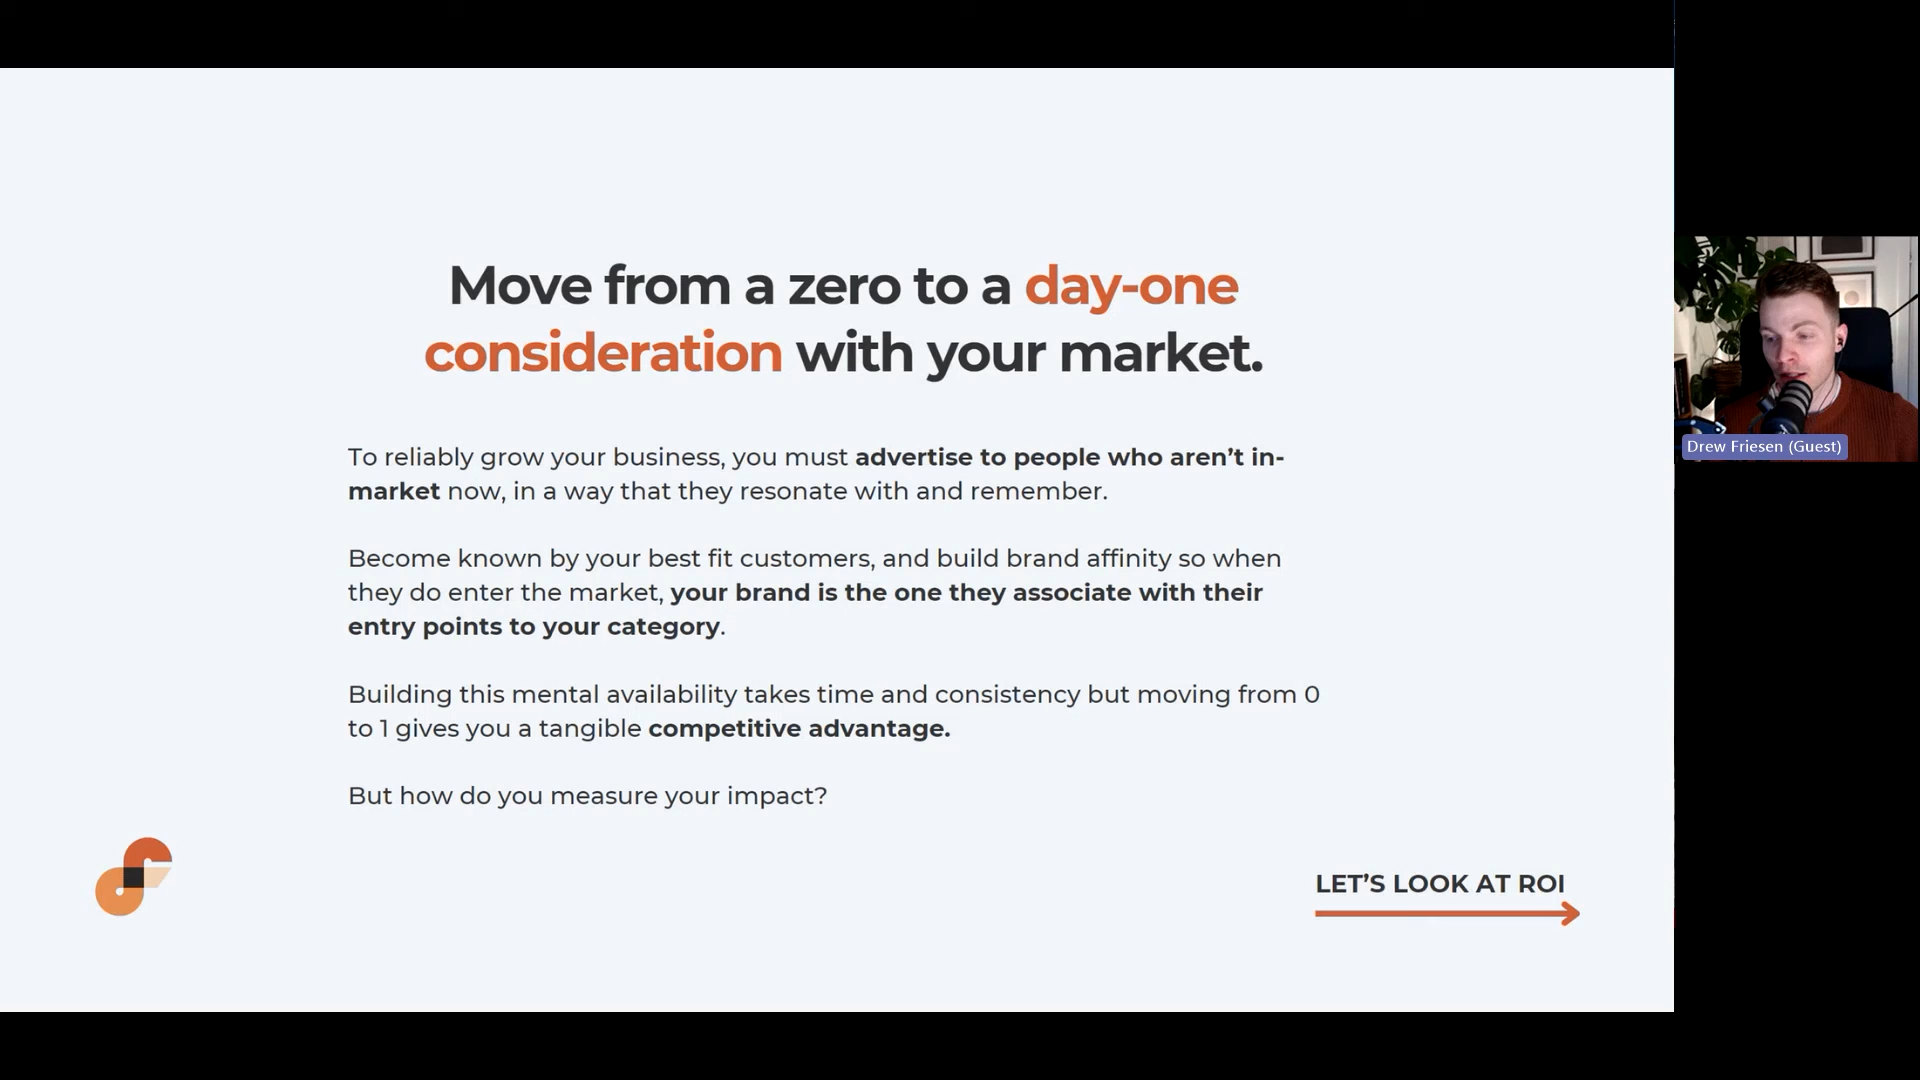 Move from a zero to a day-one
consideration with your market.
To reliably grow your business, you must advertise to people who aren’t in-
market now, in a way that they resonate with and remember.
Become known by your best fit customers, and build brand affinity so when
they do enter the market, your brand is the one they associate with their
entry points to your category.
Building this mental availability takes time and consistency but moving from 0
to 1 gives you a tangible competitive advantage.
But how do you measure your impact?
LET’S LOOK AT ROI
Drew Friesen (Guest)